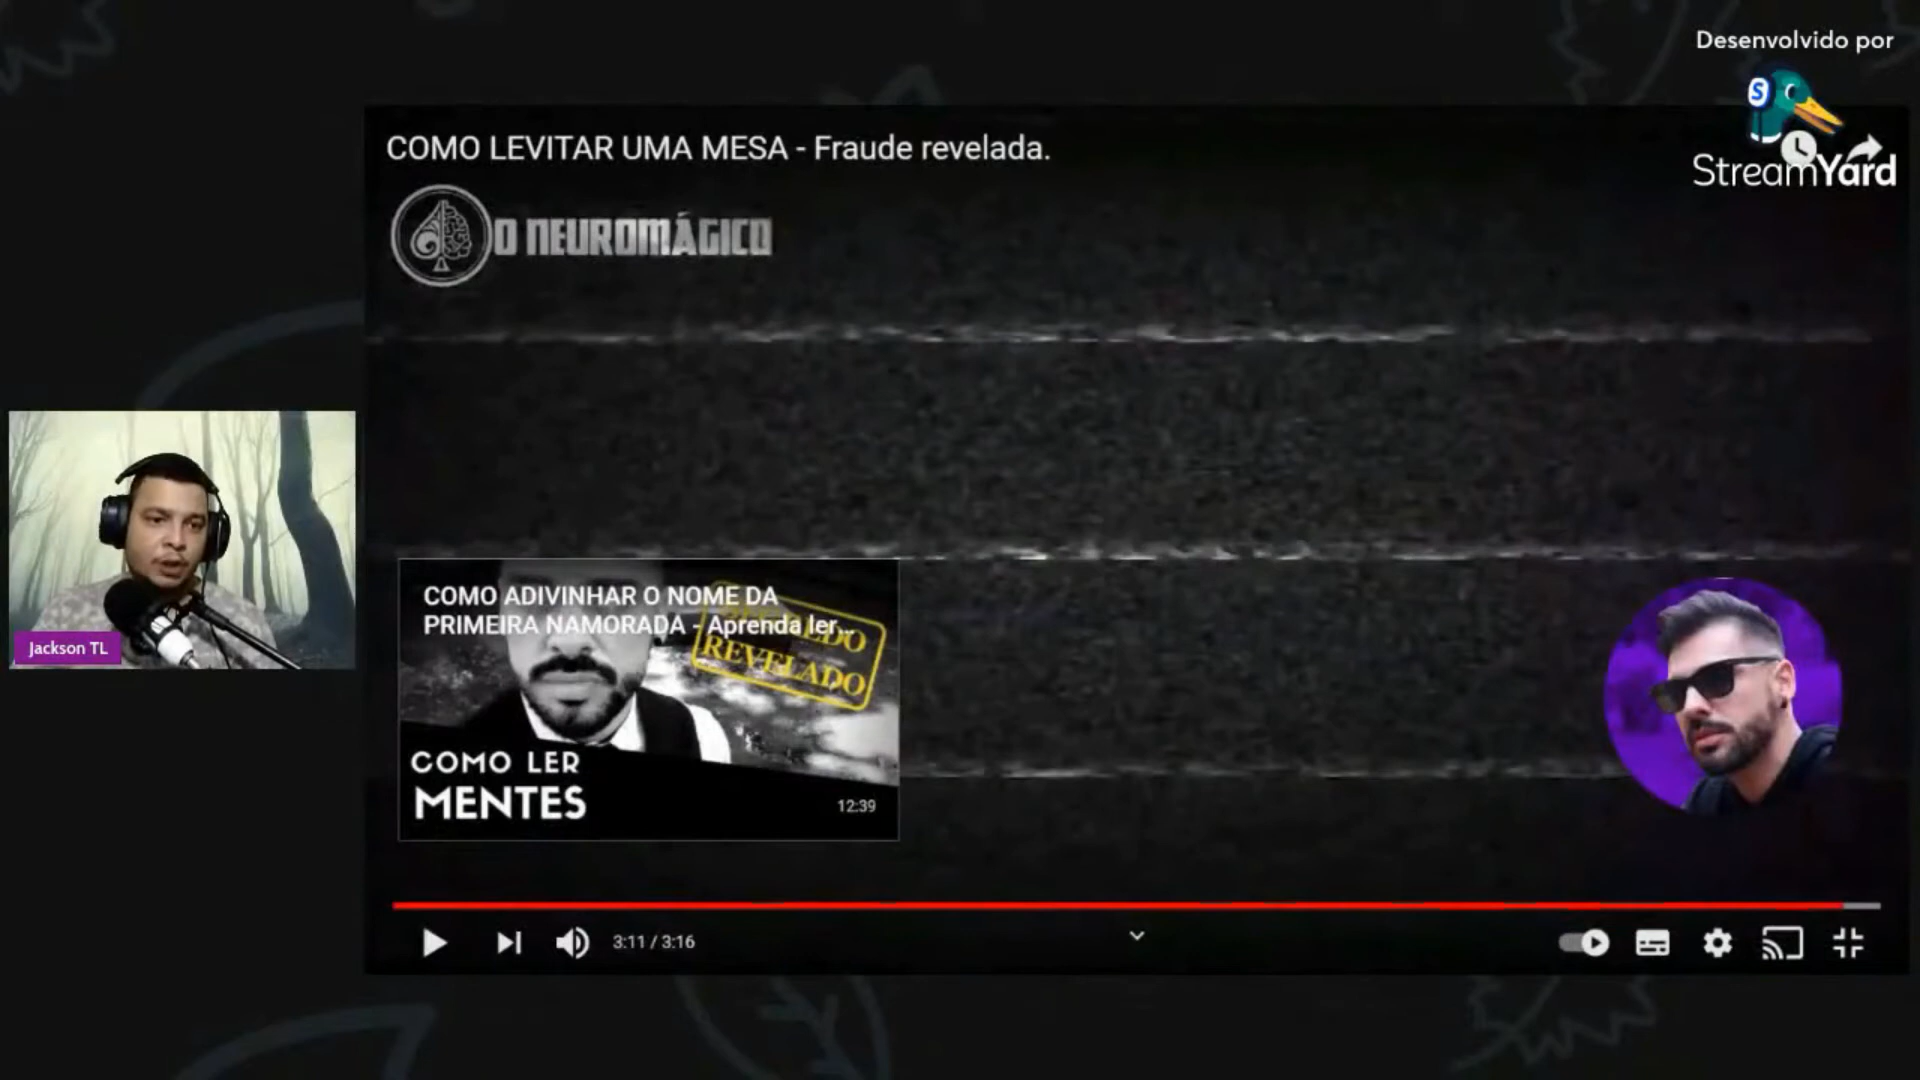 Desenvolvido por
S
StreamYard
COMO LEVITAR UMA MESA - Fraude revelada.
O NEUROMÁGICO
Jackson TL
COMO ADIVINHAR O NOME DA
PRIMEIRA NAMORADA - Aprenda ler...
REVELADO
COMO LER
MENTES
12:39
3:11 / 3:16